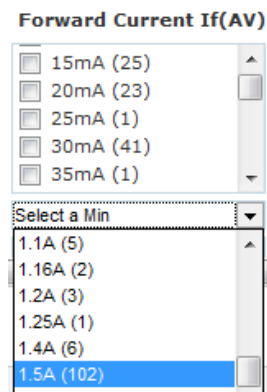 Forward Current If(AV)
15mA (25)
20mA (23)
25mA (1)
30mA (41)
35mA (1)
Select a Min
1.1A (5)
1.16A (2)
1.2A (3)
1.25A (1)
1.4A (6)
1.5A (102)